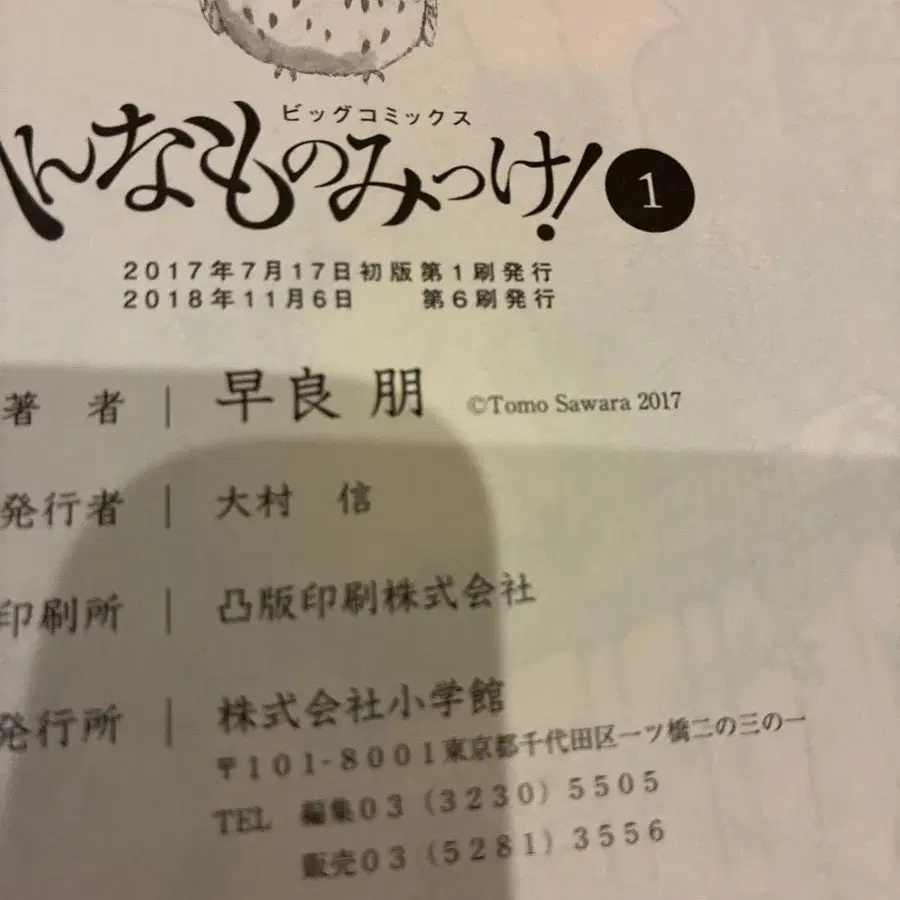 ビッグコミックス
んなものみっけ! 1
2017年7月17日初版第1刷発行
2018年11月6日 第6刷発行
著 者 | 早良 朋 ©Tomo Sawara 2017
発行者 | 大村 信
印刷所 | 凸版印刷株式会社
発行所 | 株式会社小学館
〒101-8001東京都千代田区一ツ橋二の三の一
TEL 編集03(3230)5505
販売03(5281)3556